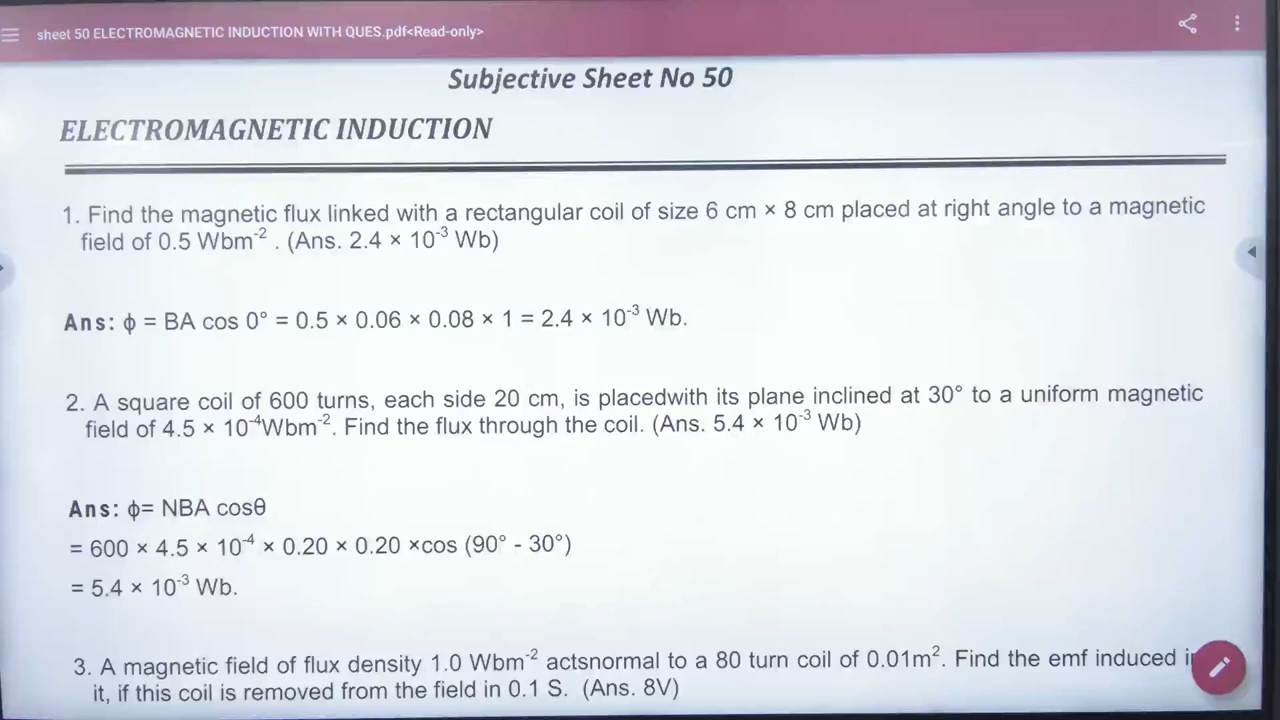 sheet 50 ELECTROMAGNETIC INDUCTION WITH QUES.pdf<Read-only>
Subjective Sheet No 50
ELECTROMAGNETIC INDUCTION
1. Find the magnetic flux linked with a rectangular coil of size 6 cm × 8 cm placed at right angle to a magnetic
field of 0.5 Wbm⁻² . (Ans. 2.4 × 10⁻³ Wb)
Ans: ϕ = BA cos 0° = 0.5 × 0.06 × 0.08 × 1 = 2.4 × 10⁻³ Wb.
2. A square coil of 600 turns, each side 20 cm, is placedwith its plane inclined at 30° to a uniform magnetic
field of 4.5 × 10⁻⁴Wbm⁻². Find the flux through the coil. (Ans. 5.4 × 10⁻³ Wb)
Ans: ϕ= NBA cosθ
= 600 × 4.5 × 10⁻⁴ × 0.20 × 0.20 ×cos (90° - 30°)
= 5.4 × 10⁻³ Wb.
3. A magnetic field of flux density 1.0 Wbm⁻² actsnormal to a 80 turn coil of 0.01m². Find the emf induced
it, if this coil is removed from the field in 0.1 S. (Ans. 8V)